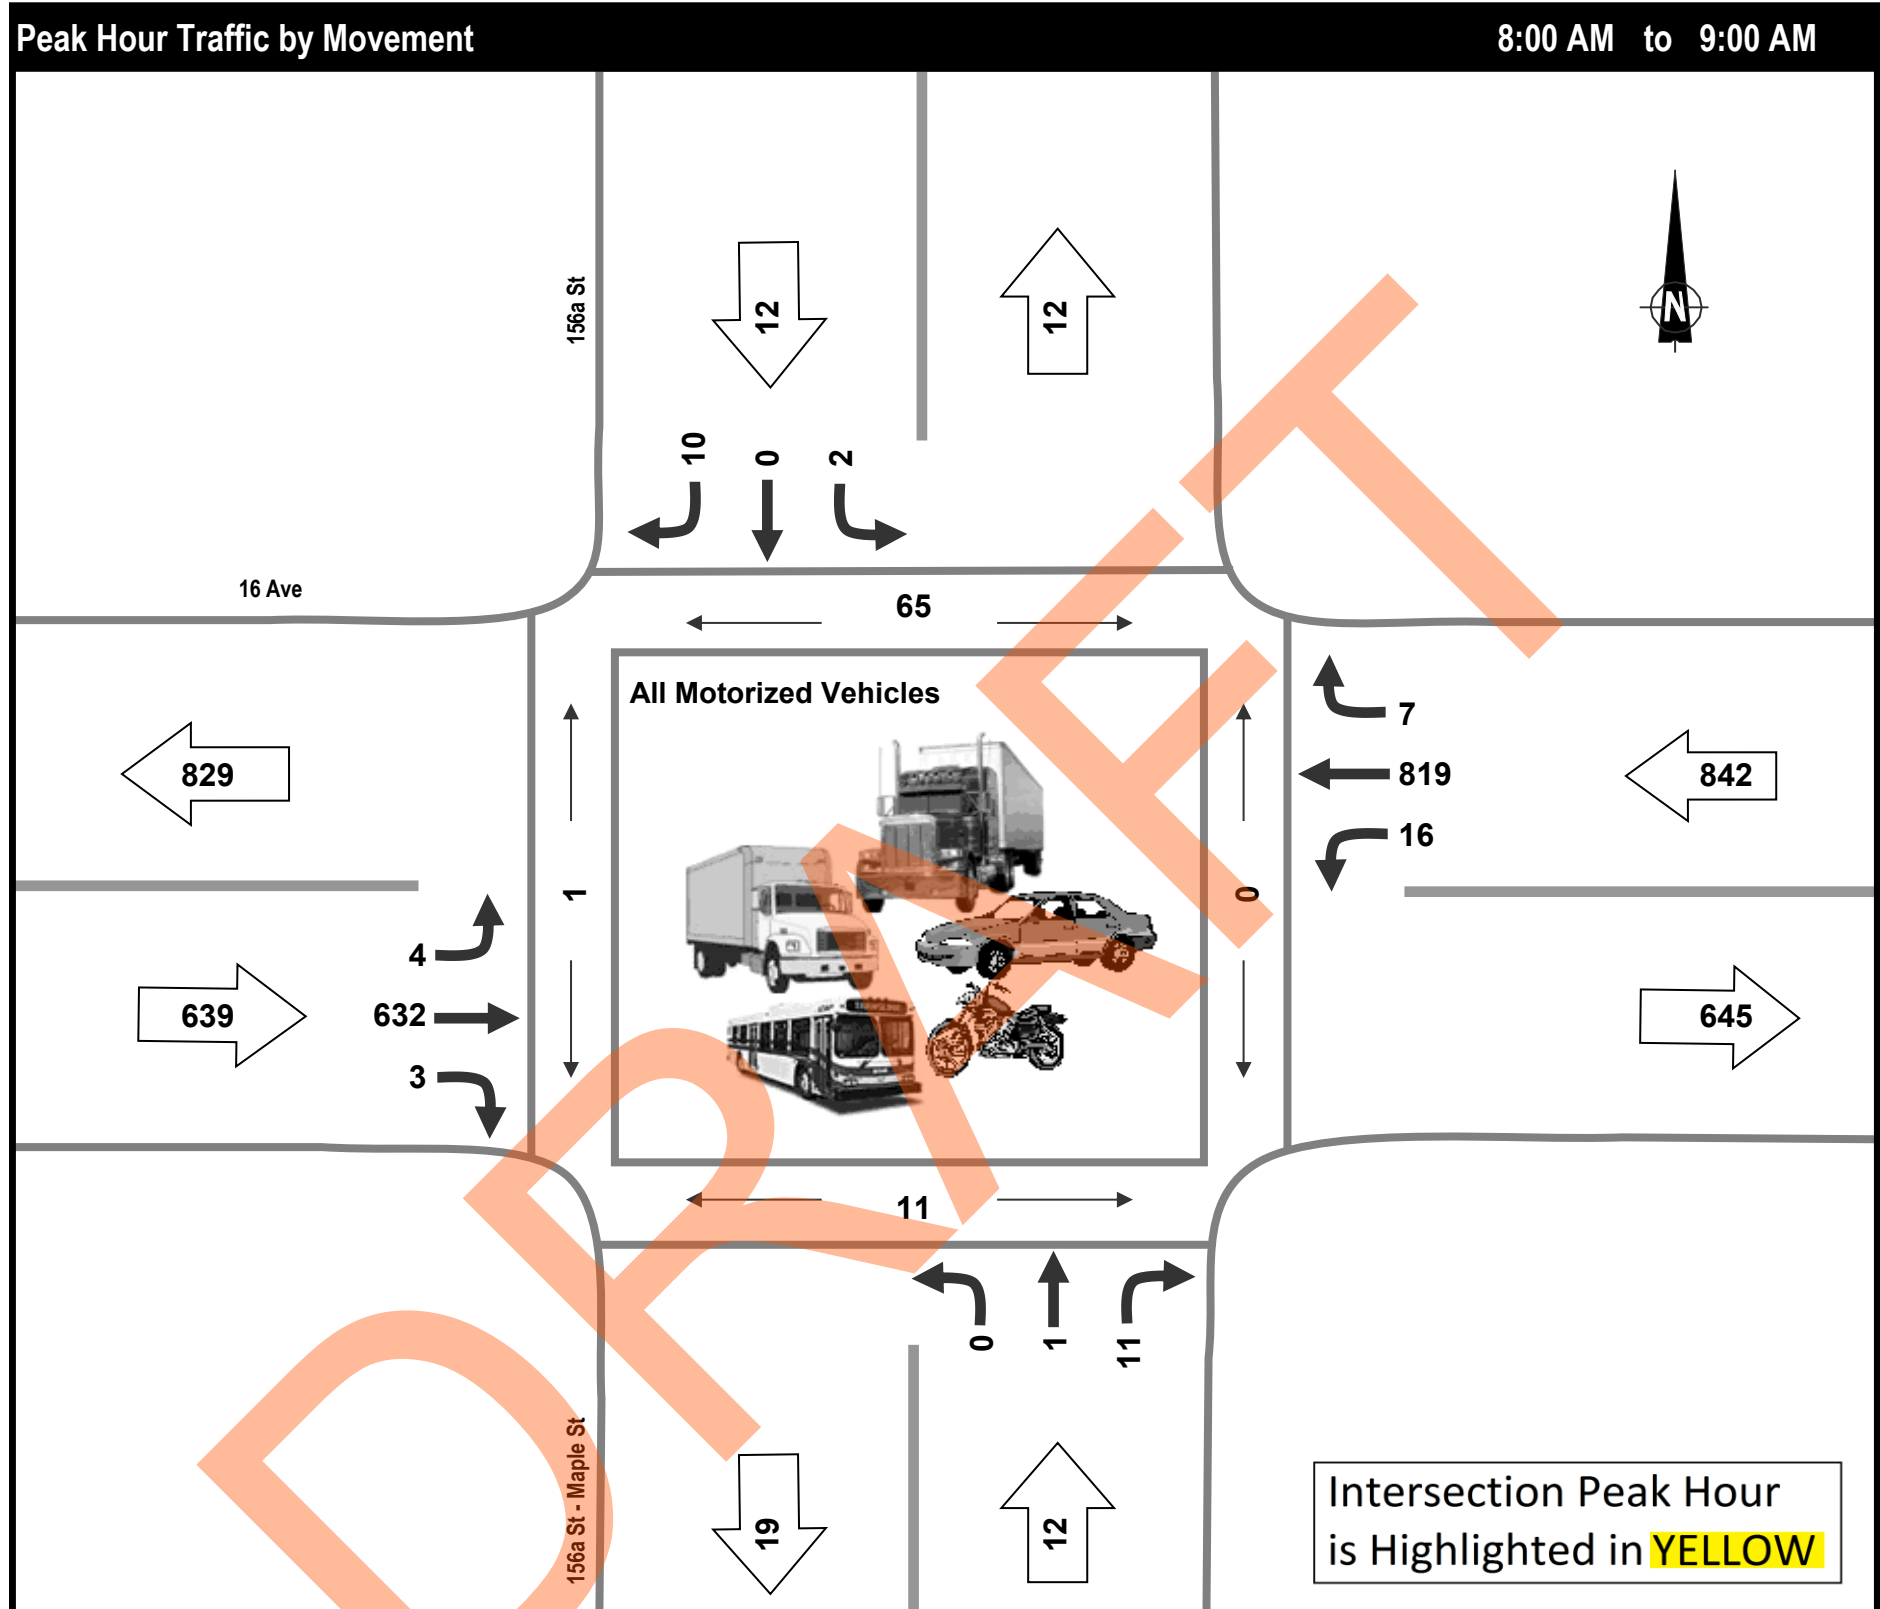 Peak Hour Traffic by Movement 8:00 AM to 9:00 AM
156a St
12
12
N
10
0
2
16 Ave
65
All Motorized Vehicles
7
829
819
842
16
1
0
4
639
632
645
3
11
0
1
11
156a St - Maple St
19
12
Intersection Peak Hour
is Highlighted in YELLOW
DRAFT